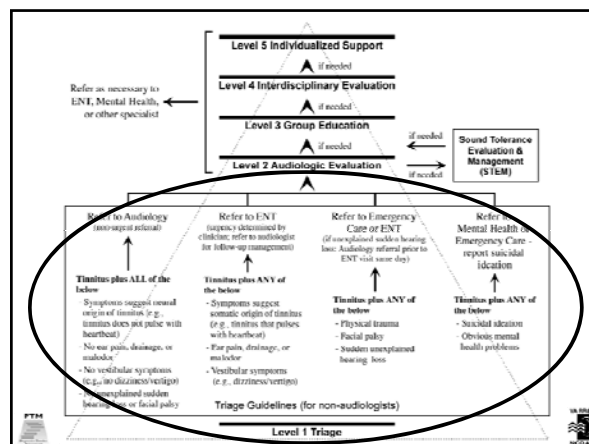 Level 5 Individualized Support
if needed
Level 4 Interdisciplinary Evaluation
if needed
Level 3 Group Education
if needed
Level 2 Audiologic Evaluation
Refer as necessary to
ENT, Mental Health,
or other specialist
if needed
if needed
Sound Tolerance
Evaluation &
Management
(STEM)
Refer to Audiology
(non-urgent referral)
Tinnitus plus ALL of the
below
- Symptoms suggest neural
origin of tinnitus (e.g.,
tinnitus does not pulse with
heartbeat)
- No ear pain, drainage, or
malodor
- No vestibular symptoms
(e.g., no dizziness/vertigo)
- No unexplained sudden
hearing loss or facial palsy
Refer to ENT
(urgency determined by
clinician; refer to audiologist
for follow-up management)
Tinnitus plus ANY of
the below
- Symptoms suggest
somatic origin of tinnitus
(e.g., tinnitus that pulses
with heartbeat)
- Ear pain, drainage, or
malodor
- Vestibular symptoms
(e.g., dizziness/vertigo)
Refer to Emergency
Care or ENT
(if unexplained sudden hearing
loss: Audiology referral prior to
ENT visit same day)
Tinnitus plus ANY of
the below
- Physical trauma
- Facial palsy
- Sudden unexplained
hearing loss
Refer to
Mental Health or
Emergency Care -
report suicidal
ideation
Tinnitus plus ANY of
the below
- Suicidal ideation
- Obvious mental
health problems
Triage Guidelines (for non-audiologists)
Level 1 Triage
PTM